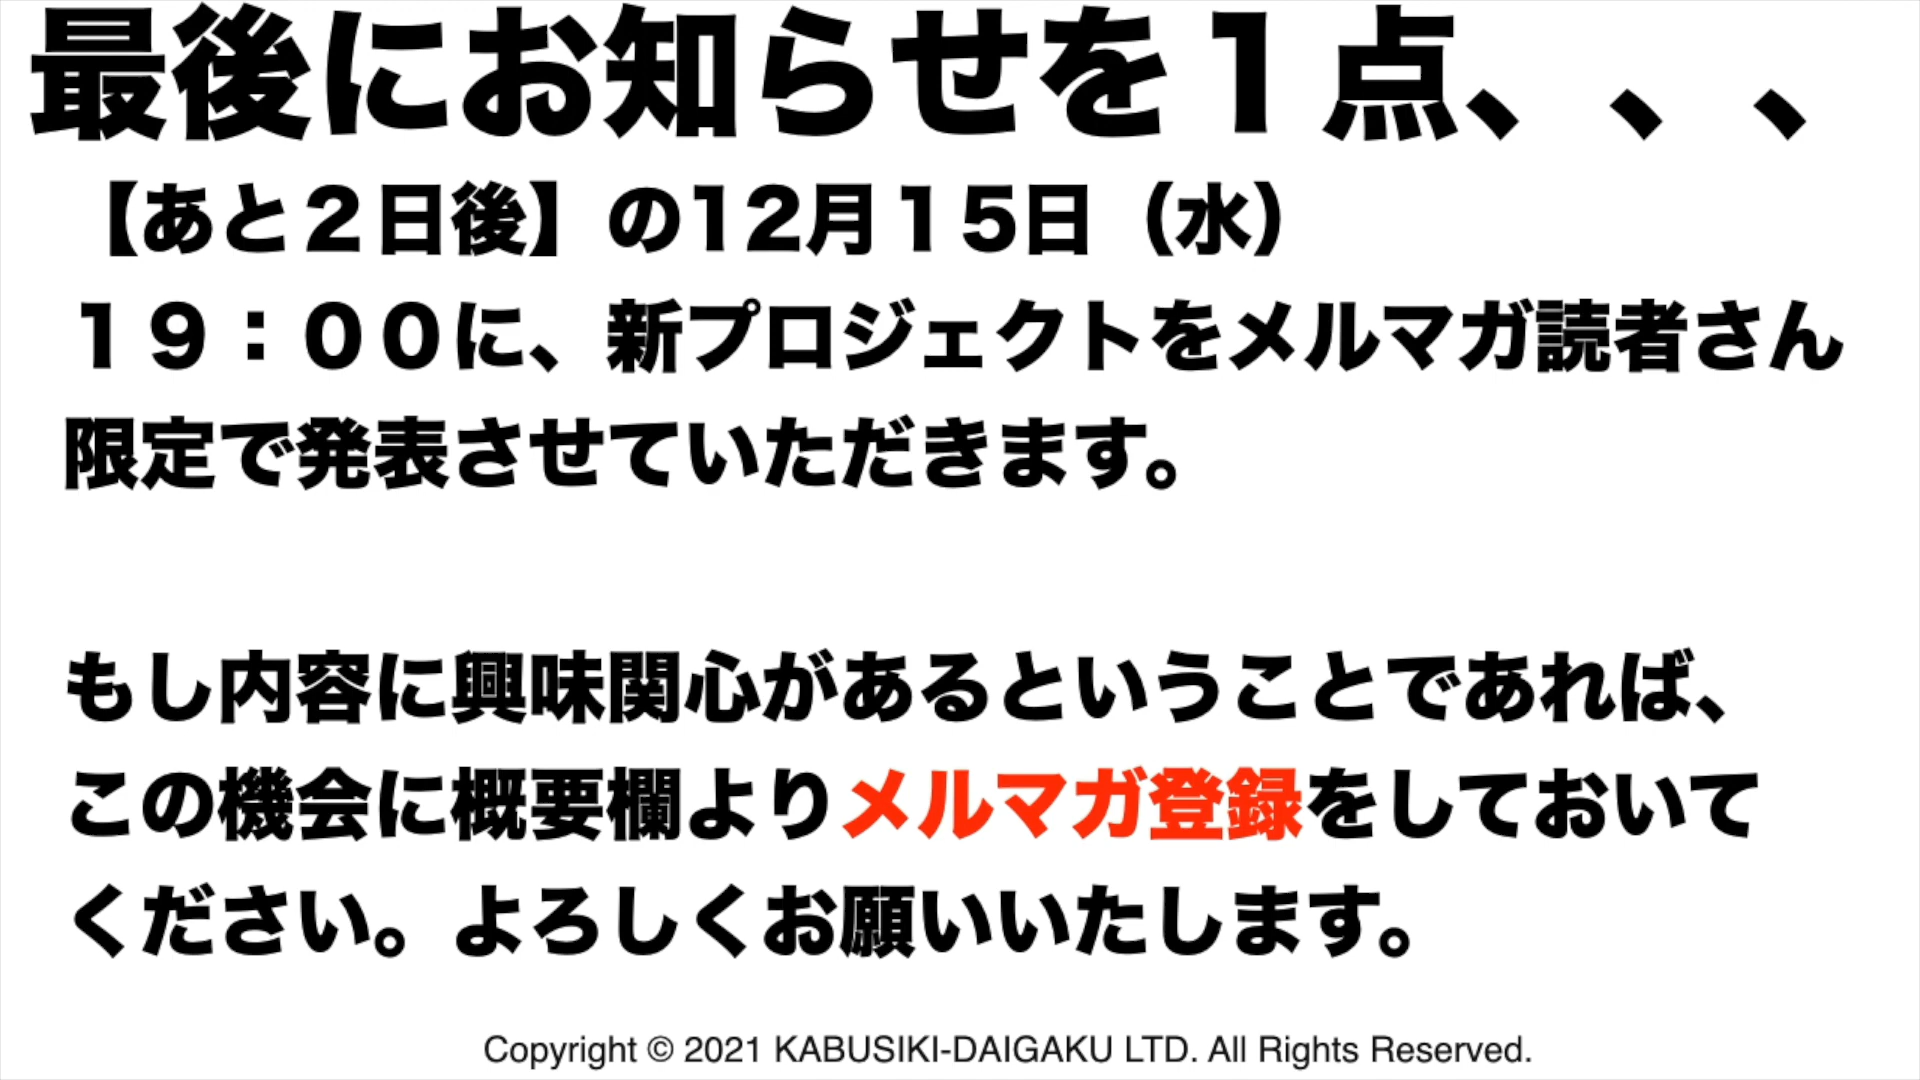 最後にお知らせを１点、、、
【あと２日後】の12月１5日（水）
１９：００に、新プロジェクトをメルマガ読者さん
限定で発表させていただきます。
もし内容に興味関心があるということであれば、
この機会に概要欄よりメルマガ登録をしておいて
ください。よろしくお願いいたします。
Copyright © 2021 KABUSIKI-DAIGAKU LTD. All Rights Reserved.